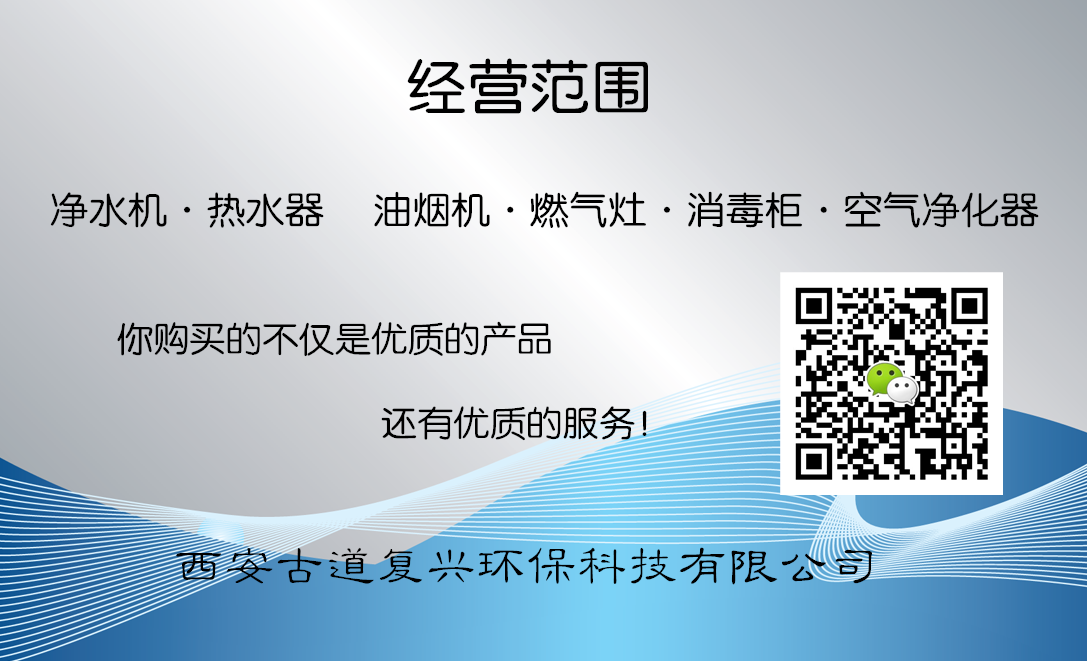 经营范围
净水机·热水器 油烟机·燃气灶·消毒柜·空气净化器
你购买的不仅是优质的产品
还有优质的服务!
西安古道复兴环保科技有限公司